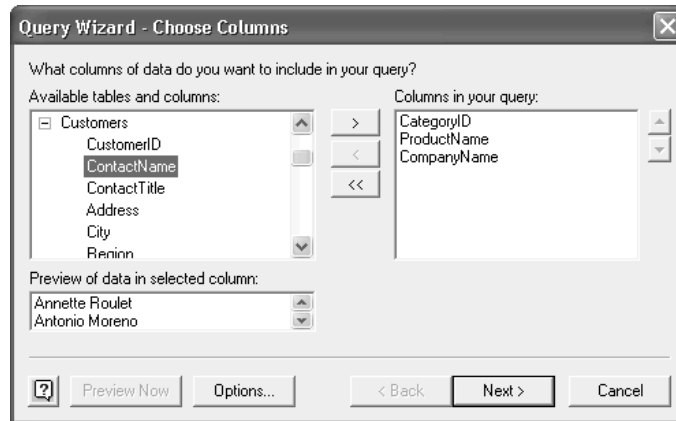 Query Wizard - Choose Columns
What columns of data do you want to include in your query?
Available tables and columns:
Columns in your query:
Customers
CustomerID
ContactName
ContactTitle
Address
City
Region
>
<
<<
CategoryID
ProductName
CompanyName
Preview of data in selected column:
Annette Roulet
Antonio Moreno
Preview Now
Options...
< Back
Next >
Cancel